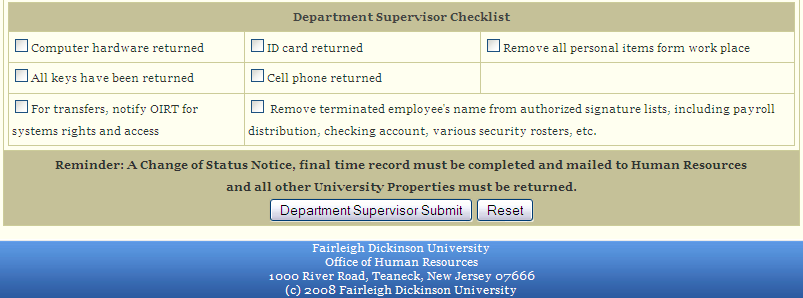 Department Supervisor Checklist
Computer hardware returned
ID card returned
Remove all personal items form work place
All keys have been returned
Cell phone returned
For transfers, notify OIRT for
systems rights and access
Remove terminated employee's name from authorized signature lists, including payroll
distribution, checking account, various security rosters, etc.
Reminder: A Change of Status Notice, final time record must be completed and mailed to Human Resources
and all other University Properties must be returned.
Department Supervisor Submit Reset
Fairleigh Dickinson University
Office of Human Resources
1000 River Road, Teaneck, New Jersey 07666
(c) 2008 Fairleigh Dickinson University